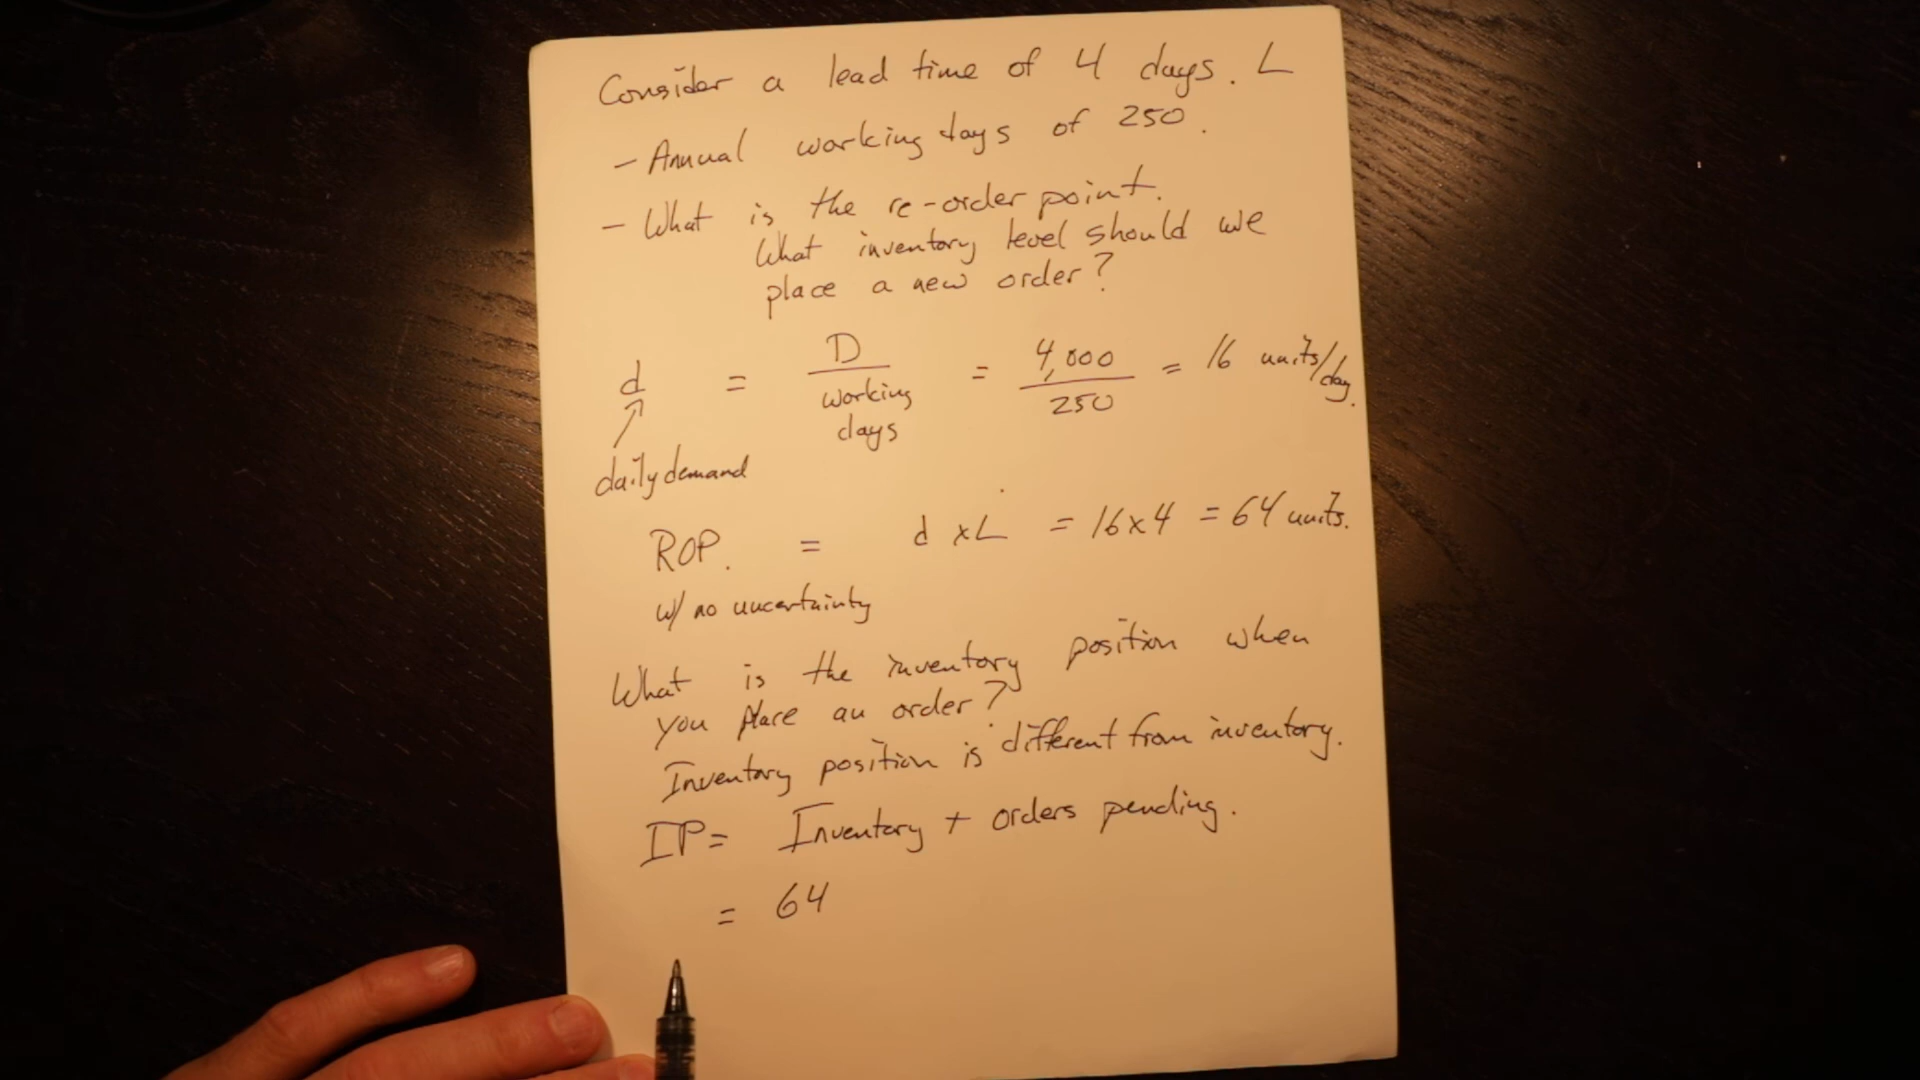 Consider a lead time of 4 days. L
- Annual working days of 250.
- What is the re-order point.
What inventory level should we
place a new order?
d = D / working days = 4,000 / 250 = 16 units/day.
daily demand
ROP. = d x L = 16 x 4 = 64 units.
w/ no uncertainty
What is the inventory position when
you place an order?
Inventory position is different from inventory.
IP = Inventory + orders pending.
= 64